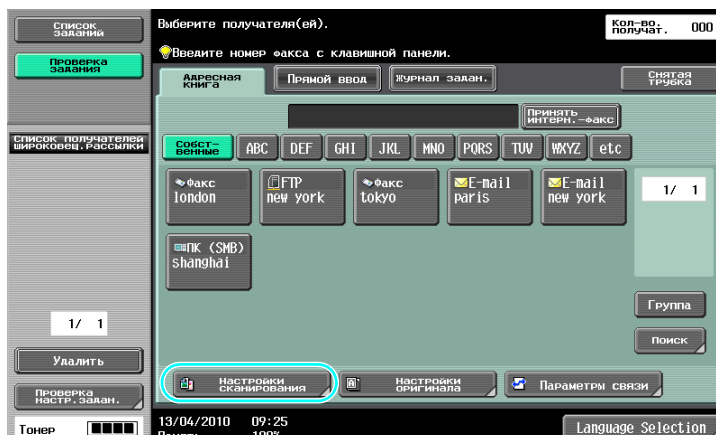 Список
заданий
Проверка
задания
Список получателей
широковещ.рассылки
1/ 1
Удалить
Проверка
настр.задан.
Тонер
Выберите получателя(ей).
Кол-во.
получат. 000
Введите номер факса с клавишной панели.
Адресная
книга
Прямой ввод
Журнал задан.
Снятая
трубка
Принять
интерн.-факс
Собст-
венные
ABC
DEF
GHI
JKL
MNO
PQRS
TUV
WXYZ
etc
Факс
london
FTP
new york
Факс
tokyo
E-mail
paris
E-mail
new york
1/ 1
ПК (SMB)
shanghai
Группа
Поиск
Настройки
сканирования
Настройки
оригинала
Параметры связи
13/04/2010 09:25
Language Selection